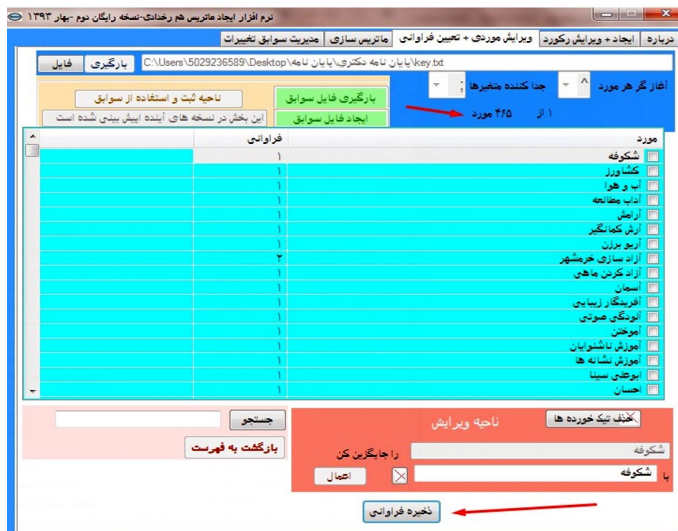 نرم افزار ایجاد ماتریس هم رخدادی-نسخه رایگان دوم -بهار ۱۳۹۳
درباره ایجاد + ویرایش رکورد ویرایش موردی + تعیین فراوانی ماتریس سازی مدیریت سوابق تغییرات
فایل بارگیری C:\Users\5029236589\Desktop\پایان نامه\پایان نامه دکتری\key.txt
آغاز گر هر مورد ^ جدا کننده متغیرها ;
۱ از ۴۶۵ مورد
بارگیری فایل سوابق ناحیه ثبت و استفاده از سوابق
ایجاد فایل سوابق این بخش در نسخه های آینده اپیش بینی شده است
مورد فراوانی
شکوفه ۱
کشاورز ۱
آب و هوا ۱
آداب مطالعه ۱
آرامش ۱
آرش کمانگیر ۱
آریو برزن ۱
آزاد سازی خرمشهر ۲
آزاد کردن ماهی ۱
آسمان ۱
آفریدگار زیبایی ۱
آلودگی صوتی ۱
آموختن ۱
آموزش ناشنوایان ۱
آموزش نشانه ها ۱
ابوعلی سینا ۱
احسان ۱
حذف تیک خورده ها ناحیه ویرایش
شکوفه را جایگزین کن
با شکوفه اعمال
جستجو
بازگشت به فهرست
ذخیره فراوانی